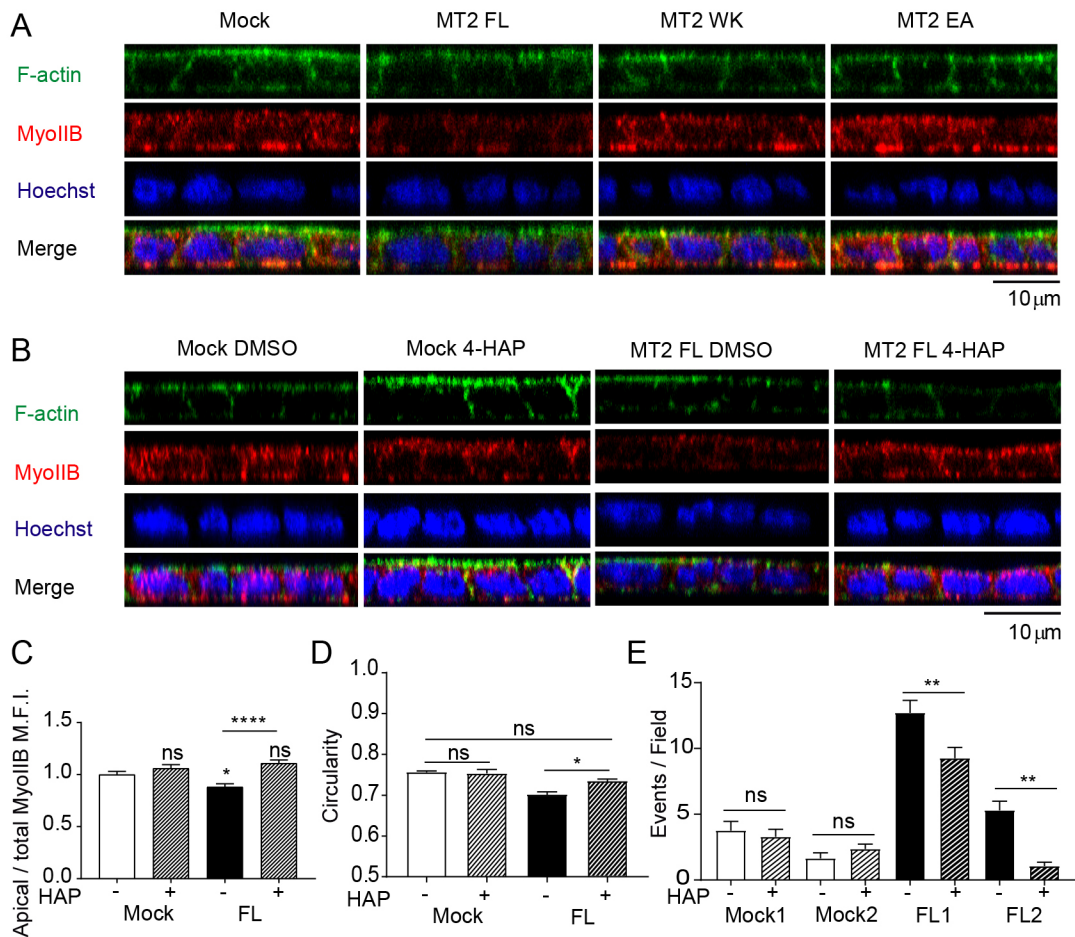 A
Mock
MT2 FL
MT2 WK
MT2 EA
F-actin
MyoIIB
Hoechst
Merge
10 µm
B
Mock DMSO
Mock 4-HAP
MT2 FL DMSO
MT2 FL 4-HAP
F-actin
MyoIIB
Hoechst
Merge
10 µm
C
Apical / total MyoIIB M.F.I.
1.5
1.0
0.5
0.0
ns
*
****
ns
HAP - + - +
Mock FL
D
Circularity
1.0
0.9
0.8
0.7
0.6
0.5
ns
ns
*
HAP - + - +
Mock FL
E
Events / Field
15
10
5
0
ns
ns
**
**
HAP - + - + - + - +
Mock1 Mock2 FL1 FL2